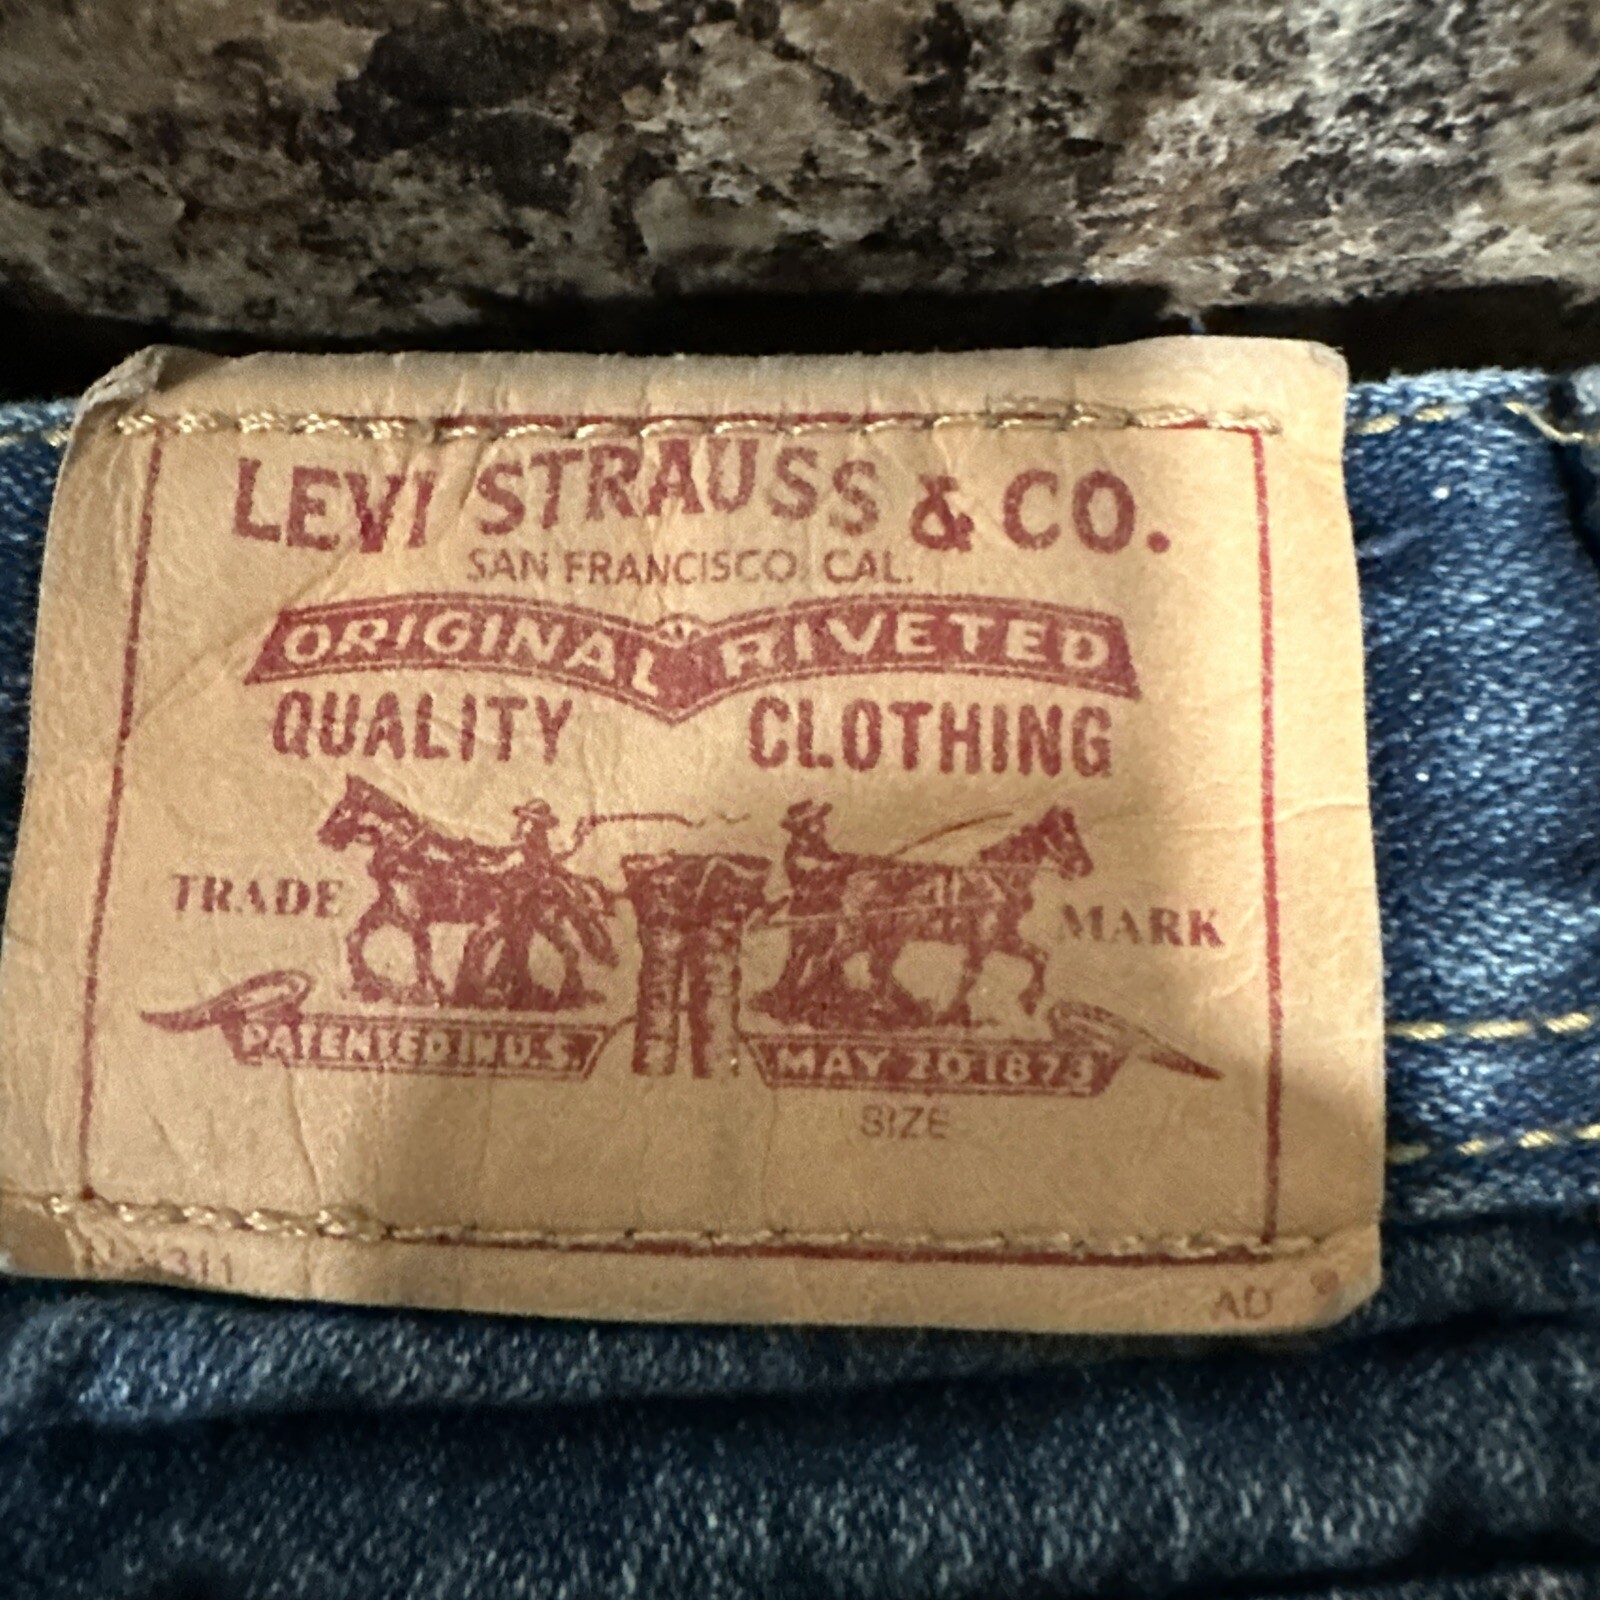 LEVI STRAUSS & CO.
SAN FRANCISCO, CAL.
ORIGINAL RIVETED
QUALITY CLOTHING
TRADE MARK
PATENTED IN U.S. MAY 20 1873
SIZE
AD